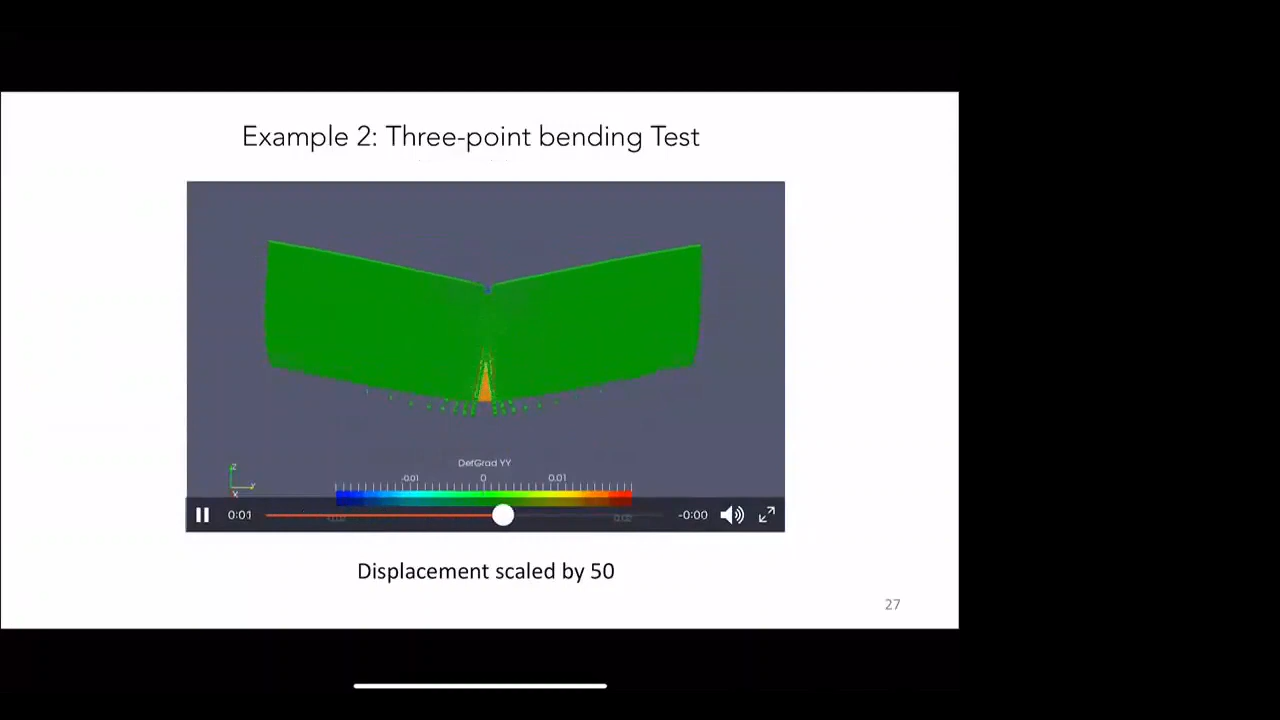 Example 2: Three-point bending Test
DefGrad YY
-0.01 0 0.01
Z
Y
X
0:01 -0:00
Displacement scaled by 50
27